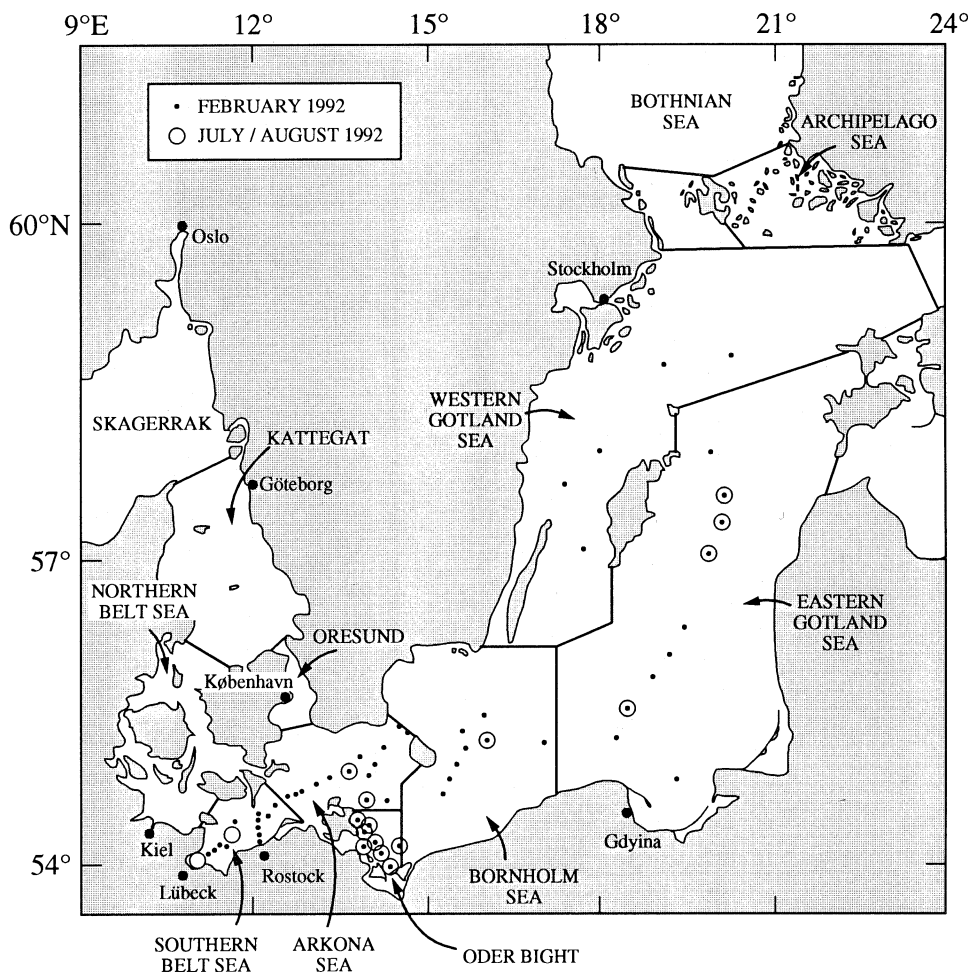 9°E 12° 15° 18° 21° 24°
FEBRUARY 1992
JULY / AUGUST 1992
BOTHNIAN
SEA
ARCHIPELAGO
SEA
60°N
Oslo
Stockholm
SKAGERRAK
KATTEGAT
WESTERN
GOTLAND
SEA
Göteborg
57°
NORTHERN
BELT SEA
ORESUND
EASTERN
GOTLAND
SEA
København
Kiel
Gdyina
54°
Lübeck
Rostock
BORNHOLM
SEA
SOUTHERN
BELT SEA
ARKONA
SEA
ODER BIGHT